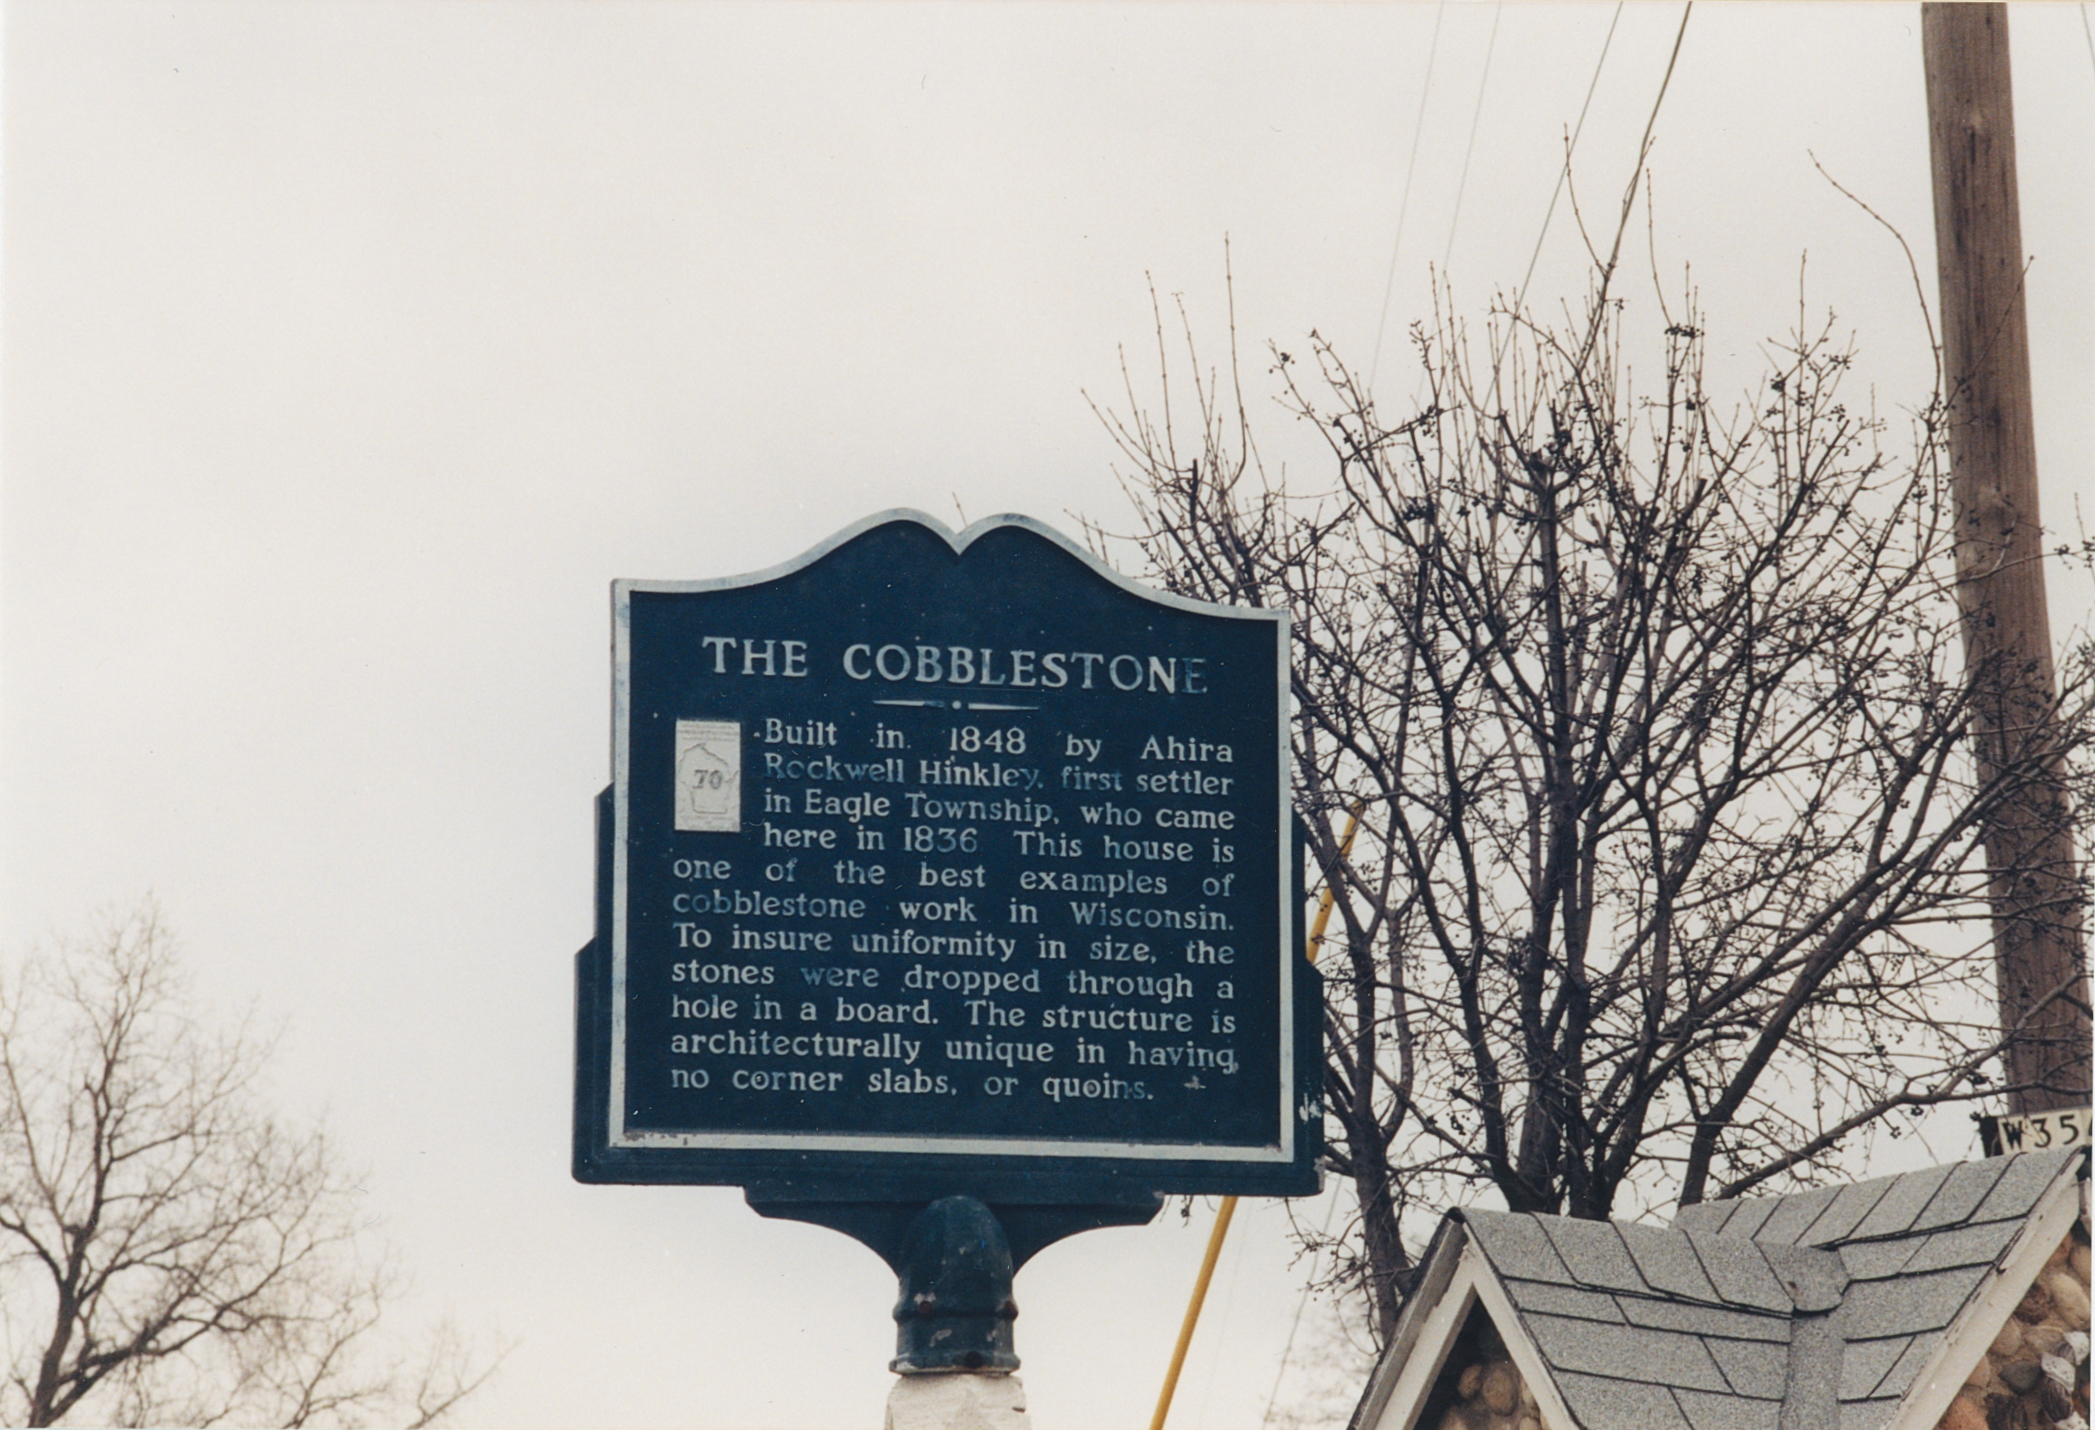 THE COBBLESTONE
70
Built in 1848 by Ahira
Rockwell Hinkley, first settler
in Eagle Township, who came
here in 1836 This house is
one of the best examples of
cobblestone work in Wisconsin.
To insure uniformity in size, the
stones were dropped through a
hole in a board. The structure is
architecturally unique in having
no corner slabs, or quoins.
W 35